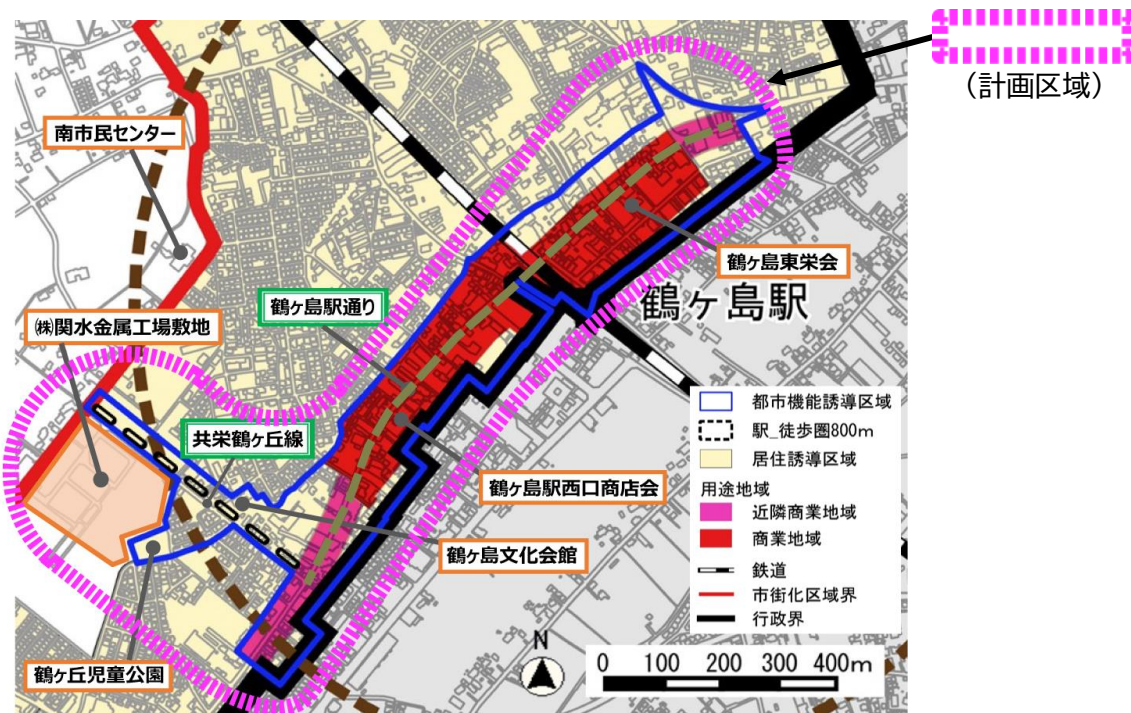 (計画区域)
南市民センター
鶴ヶ島東栄会
鶴ヶ島駅
鶴ヶ島駅通り
㈱関水金属工場敷地
共栄鶴ヶ丘線
鶴ヶ島駅西口商店会
鶴ヶ島文化会館
鶴ヶ丘児童公園
都市機能誘導区域
駅_徒歩圏800m
居住誘導区域
用途地域
近隣商業地域
商業地域
鉄道
市街化区域界
行政界
N
0 100 200 300 400m